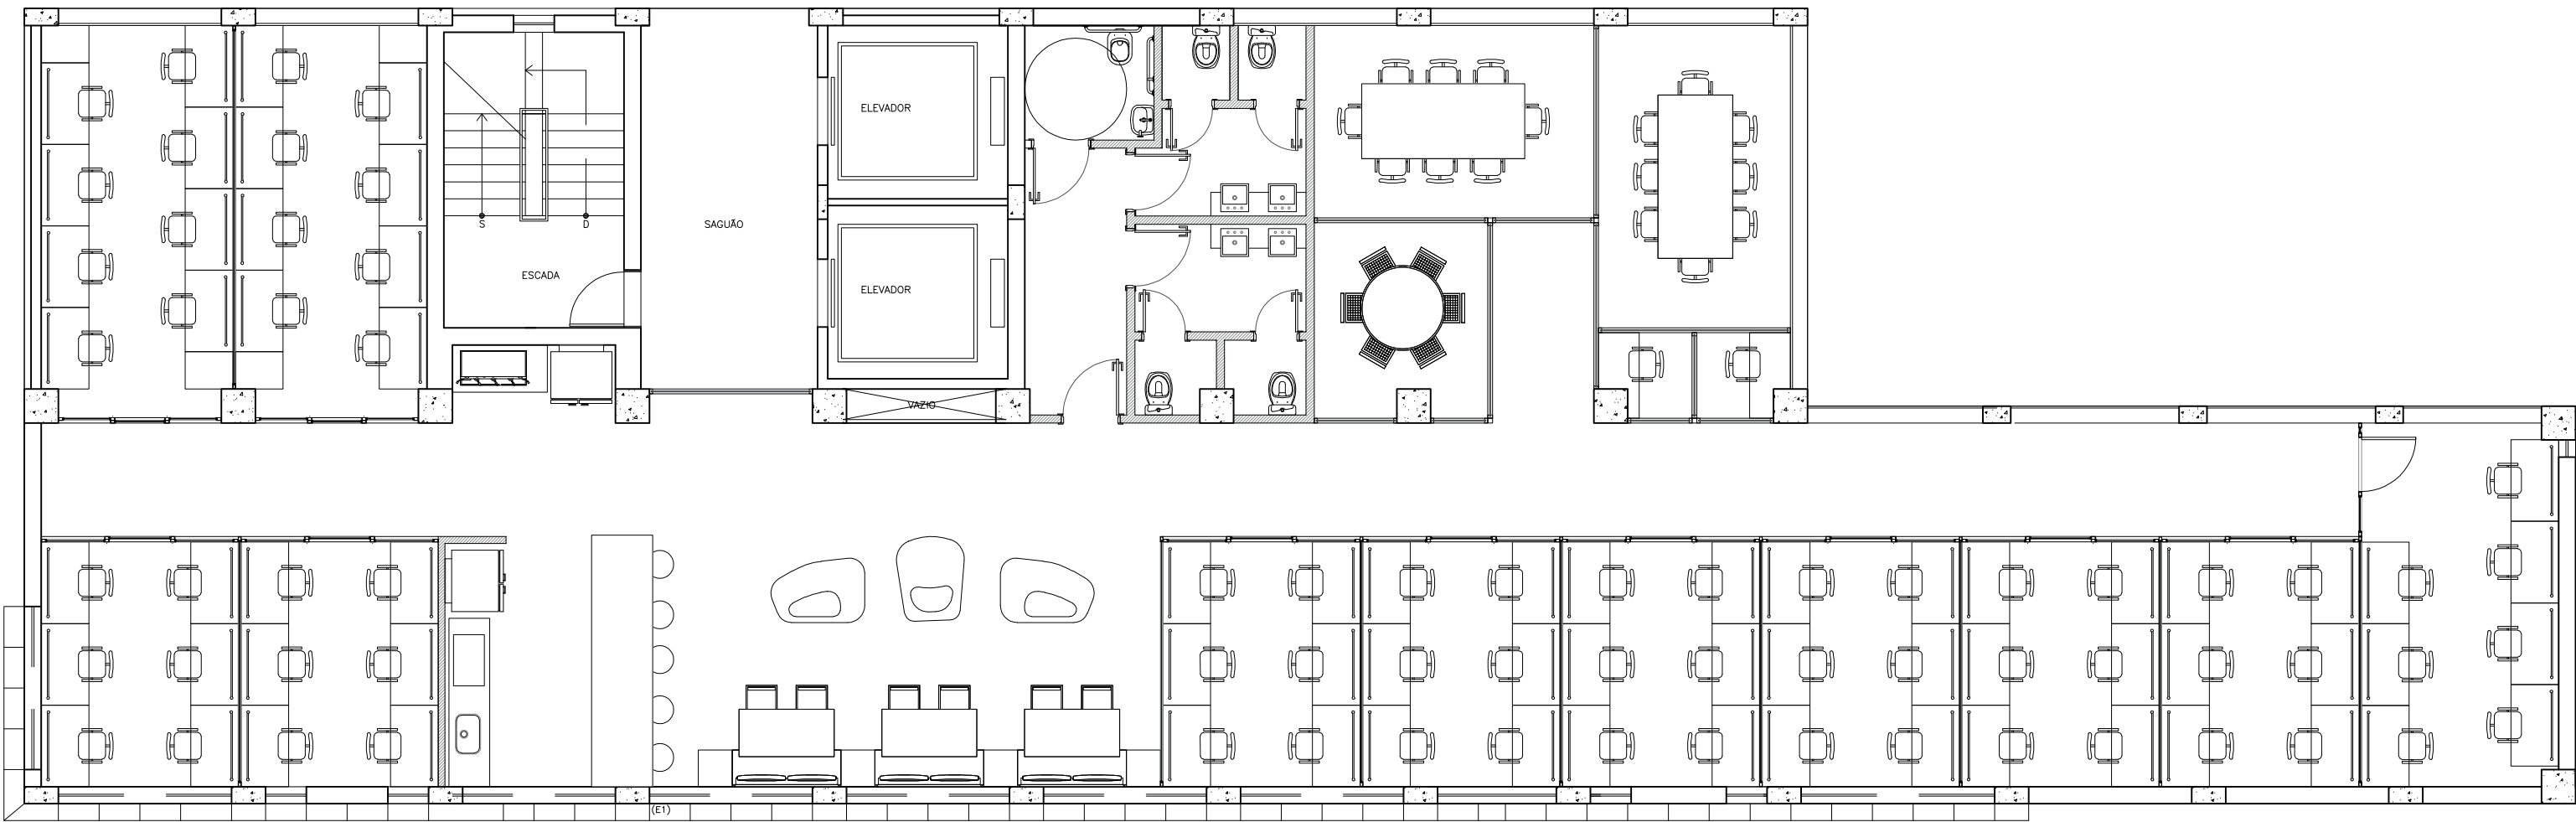 ELEVADOR
SAGUÃO
S
D
ESCADA
ELEVADOR
VAZIO
(E1)